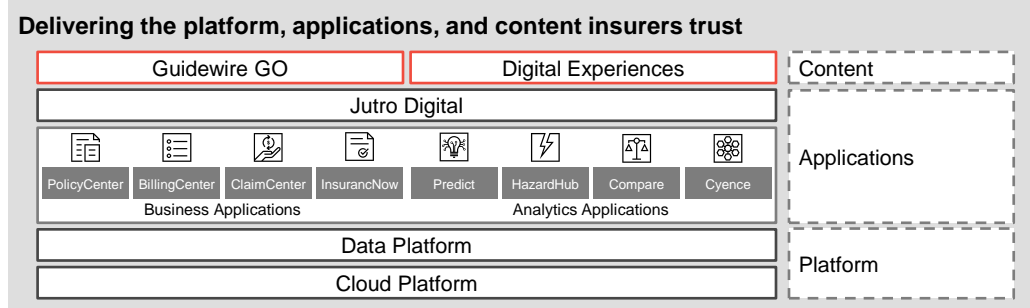 Delivering the platform, applications, and content insurers trust
Guidewire GO
Digital Experiences
Content
Jutro Digital
Applications
PolicyCenter
BillingCenter
ClaimCenter
InsurancNow
Predict
HazardHub
Compare
Cyence
Business Applications
Analytics Applications
Data Platform
Platform
Cloud Platform